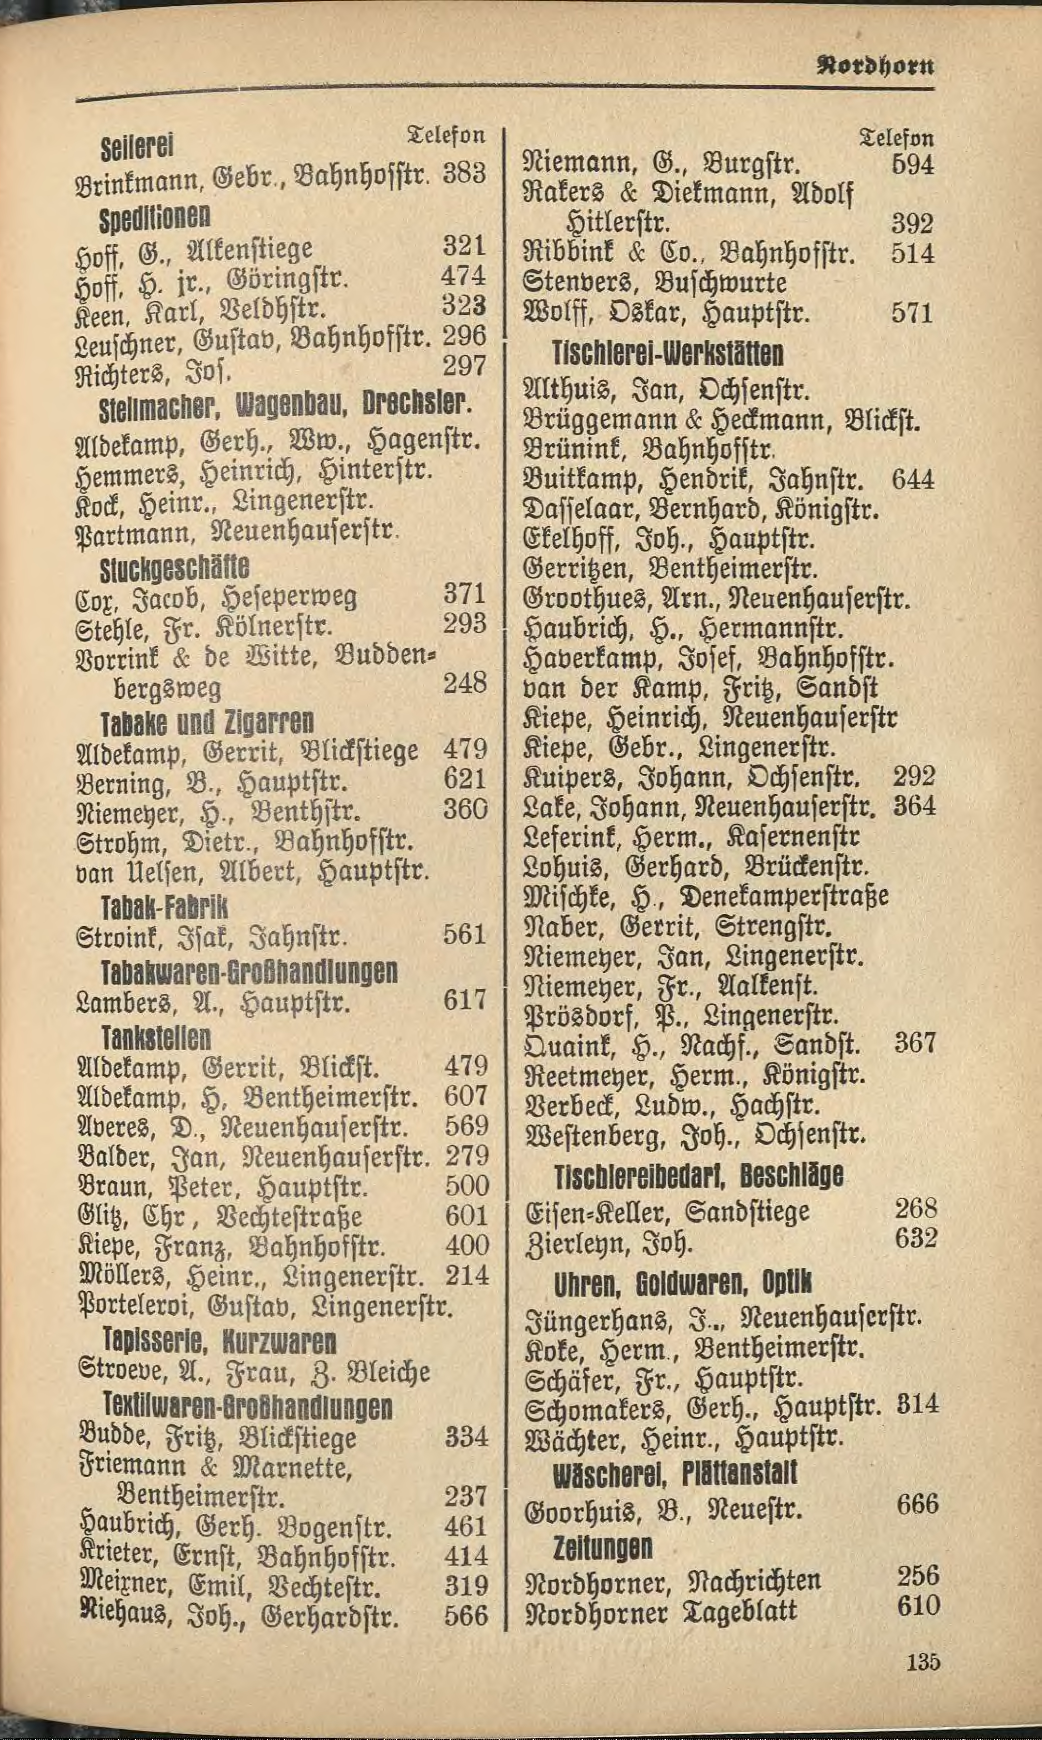 Nordhorn
Telefon
Seilerei
Brinkmann, Gebr., Bahnhofstr. 383
Speditionen
Hoff, G., Alkenstiege 321
Hoff, H. jr., Göringstr. 474
Keen, Karl, Veldhstr. 323
Leuschner, Gustav, Bahnhofstr. 296
Richters, Jos. 297
Stellmacher, Wagenbau, Drechsler.
Aldekamp, Gerh., Ww., Hagenstr.
Hemmers, Heinrich, Hinterstr.
Kock, Heinr., Lingenerstr.
Partmann, Neuenhauserstr.
Stuckgeschäfte
Cox, Jacob, Heseperweg 371
Stehle, Fr. Kölnerstr. 293
Vorrink & de Witte, Budden-
bergsweg 248
Tabake und Zigarren
Aldekamp, Gerrit, Blickstiege 479
Berning, B., Hauptstr. 621
Niemeyer, H., Benthstr. 360
Strohm, Dietr., Bahnhofstr.
van Uelsen, Albert, Hauptstr.
Tabak-Fabrik
Stroink, Isak, Jahnstr. 561
Tabakwaren-Großhandlungen
Lambers, A., Hauptstr. 617
Tankstellen
Aldekamp, Gerrit, Blickst. 479
Aldekamp, H, Bentheimerstr. 607
Averes, D., Neuenhauserstr. 569
Balder, Jan, Neuenhauserstr. 279
Braun, Peter, Hauptstr. 500
Glitz, Chr, Vechtestraße 601
Kiepe, Franz, Bahnhofstr. 400
Möllers, Heinr., Lingenerstr. 214
Porteleroi, Gustav, Lingenerstr.
Tapisserie, Kurzwaren
Stroeve, A., Frau, Z. Bleiche
Textilwaren-Großhandlungen
Budde, Fritz, Blickstiege 334
Friemann & Marnette,
Bentheimerstr. 237
Haubrich, Gerh. Bogenstr. 461
Krieter, Ernst, Bahnhofstr. 414
Meixner, Emil, Vechtestr. 319
Niehaus, Joh., Gerhardstr. 566
Telefon
Niemann, G., Burgstr. 594
Rakers & Diekmann, Adolf
Hitlerstr. 392
Ribbink & Co., Bahnhofstr. 514
Stenvers, Buschwurte
Wolff, Oskar, Hauptstr. 571
Tischlerei-Werkstätten
Althuis, Jan, Ochsenstr.
Brüggemann & Heckmann, Blickst.
Brünink, Bahnhofstr.
Buitkamp, Hendrik, Jahnstr. 644
Dasselaar, Bernhard, Königstr.
Ekelhoff, Joh., Hauptstr.
Gerritzen, Bentheimerstr.
Groothues, Arn., Neuenhauserstr.
Haubrich, H., Hermannstr.
Haverkamp, Josef, Bahnhofstr.
van der Kamp, Fritz, Sandst
Kiepe, Heinrich, Neuenhauserstr
Kiepe, Gebr., Lingenerstr.
Kuipers, Johann, Ochsenstr. 292
Lake, Johann, Neuenhauserstr. 364
Leferink, Herm., Kasernenstr
Lohuis, Gerhard, Brückenstr.
Mischke, H., Denekamperstraße
Naber, Gerrit, Strengstr.
Niemeyer, Jan, Lingenerstr.
Niemeyer, Fr., Aalkenst.
Prösdorf, P., Lingenerstr.
Quaink, H., Nachf., Sandst. 367
Reetmeyer, Herm., Königstr.
Verbeck, Ludw., Hachstr.
Westenberg, Joh., Ochsenstr.
Tischlereibedarf, Beschläge
Eisen-Keller, Sandstiege 268
Zierleyn, Joh. 632
Uhren, Goldwaren, Optik
Jüngerhans, J.., Neuenhauserstr.
Koke, Herm., Bentheimerstr.
Schäfer, Fr., Hauptstr.
Schomakers, Gerh., Hauptstr. 314
Wächter, Heinr., Hauptstr.
Wäscherei, Plättanstalt
Goorhuis, B., Neuestr. 666
Zeitungen
Nordhorner, Nachrichten 256
Nordhorner Tageblatt 610
135